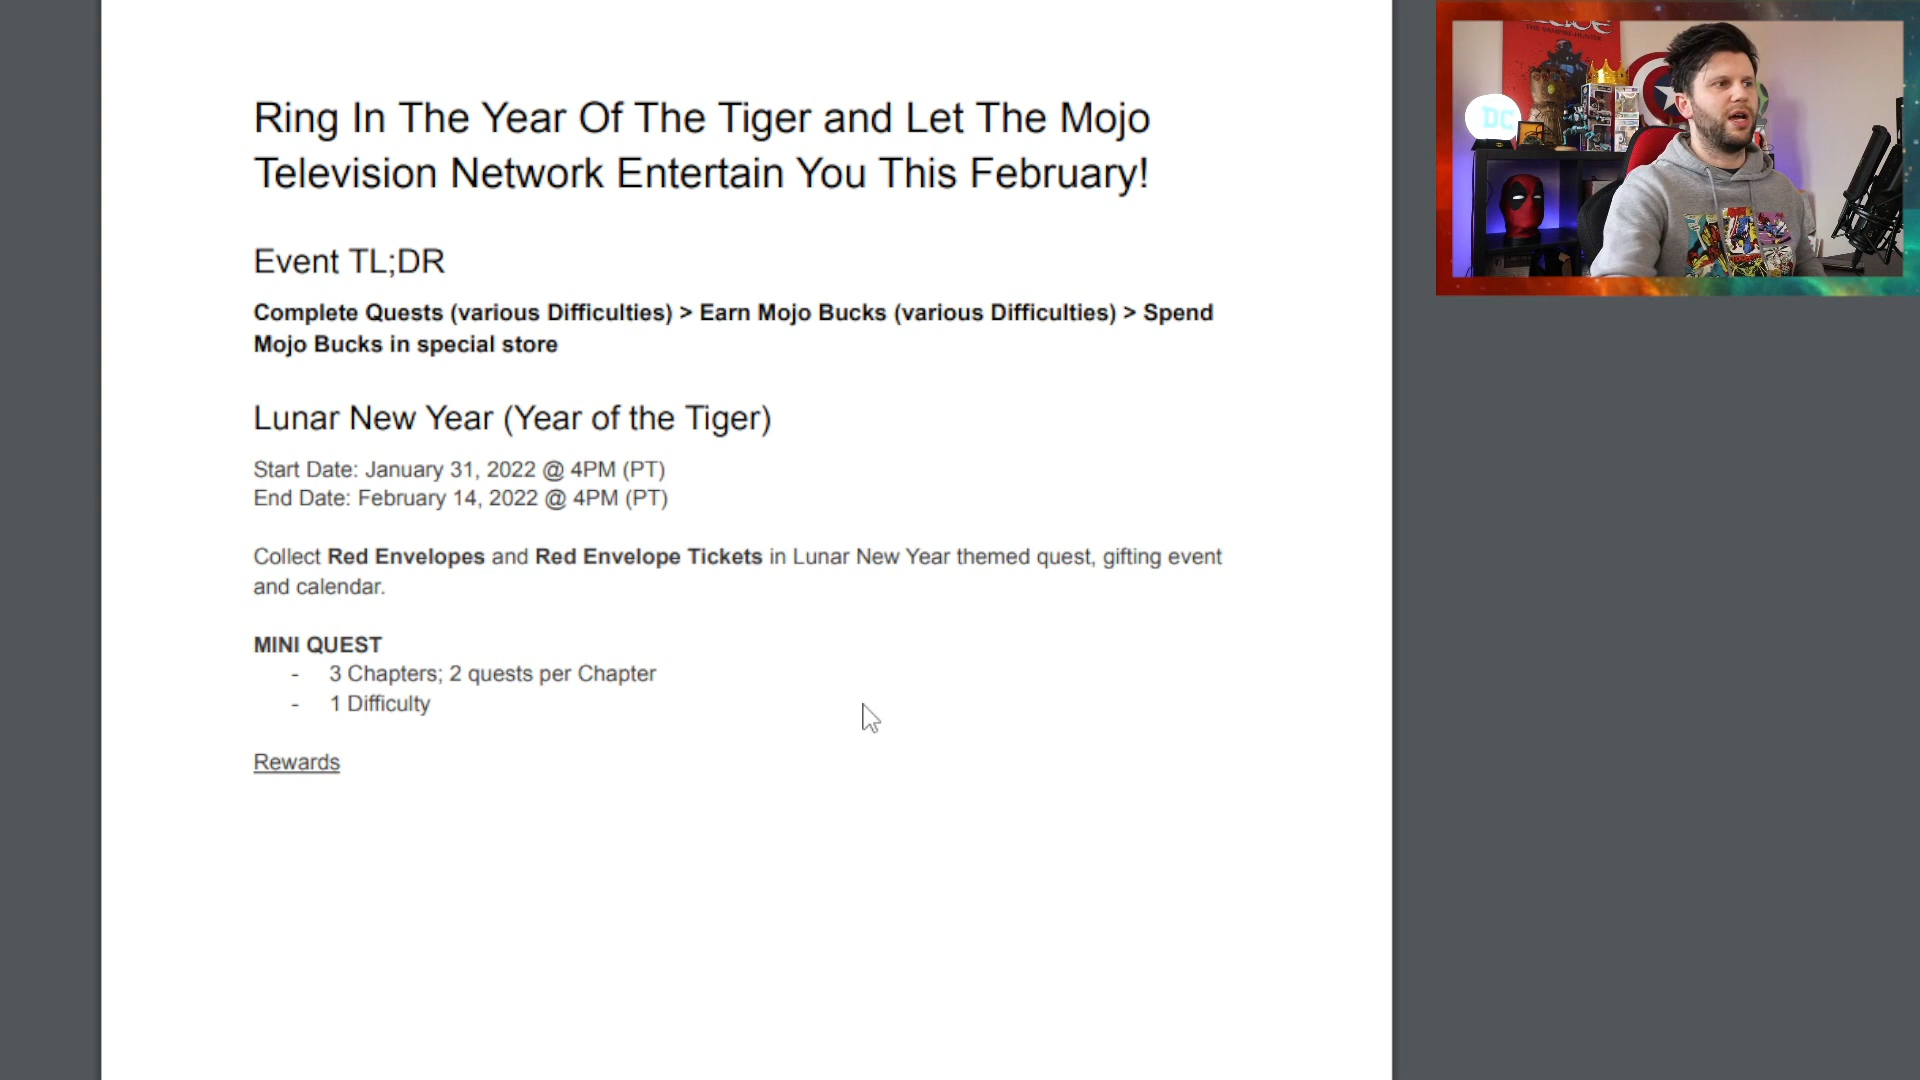 Ring In The Year Of The Tiger and Let The Mojo
Television Network Entertain You This February!
Event TL;DR
Complete Quests (various Difficulties) > Earn Mojo Bucks (various Difficulties) > Spend
Mojo Bucks in special store
Lunar New Year (Year of the Tiger)
Start Date: January 31, 2022 @ 4PM (PT)
End Date: February 14, 2022 @ 4PM (PT)
Collect Red Envelopes and Red Envelope Tickets in Lunar New Year themed quest, gifting event
and calendar.
MINI QUEST
- 3 Chapters; 2 quests per Chapter
- 1 Difficulty
Rewards
THE VAMPIRE HUNTER
DC